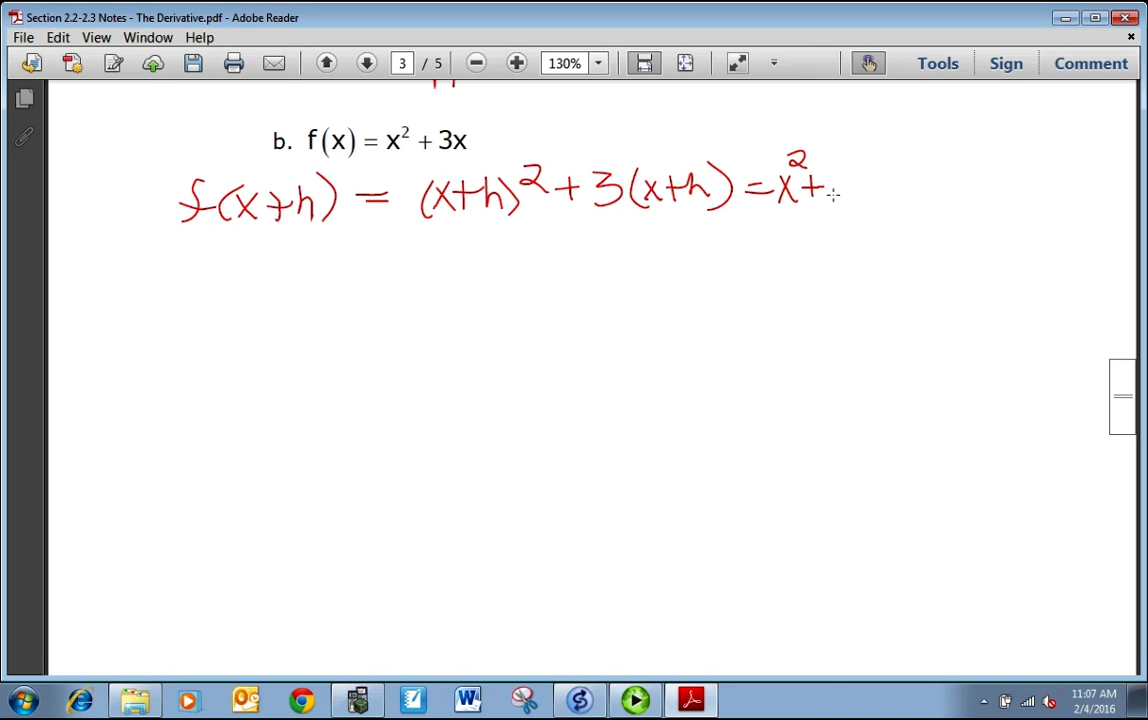 Section 2.2-2.3 Notes - The Derivative.pdf - Adobe Reader
File Edit View Window Help
3 / 5 130% Tools Sign Comment
b. f(x) = x² + 3x
f(x+h) = (x+h)² + 3(x+h) = x² +
11:07 AM
2/4/2016